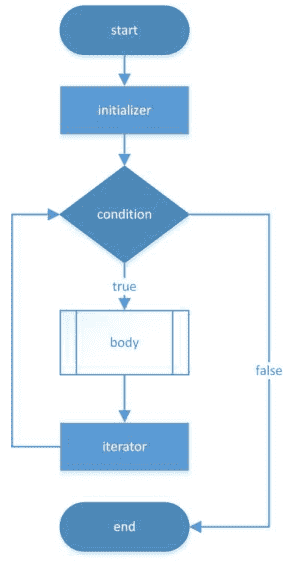 start
initializer
condition
true
body
false
iterator
end